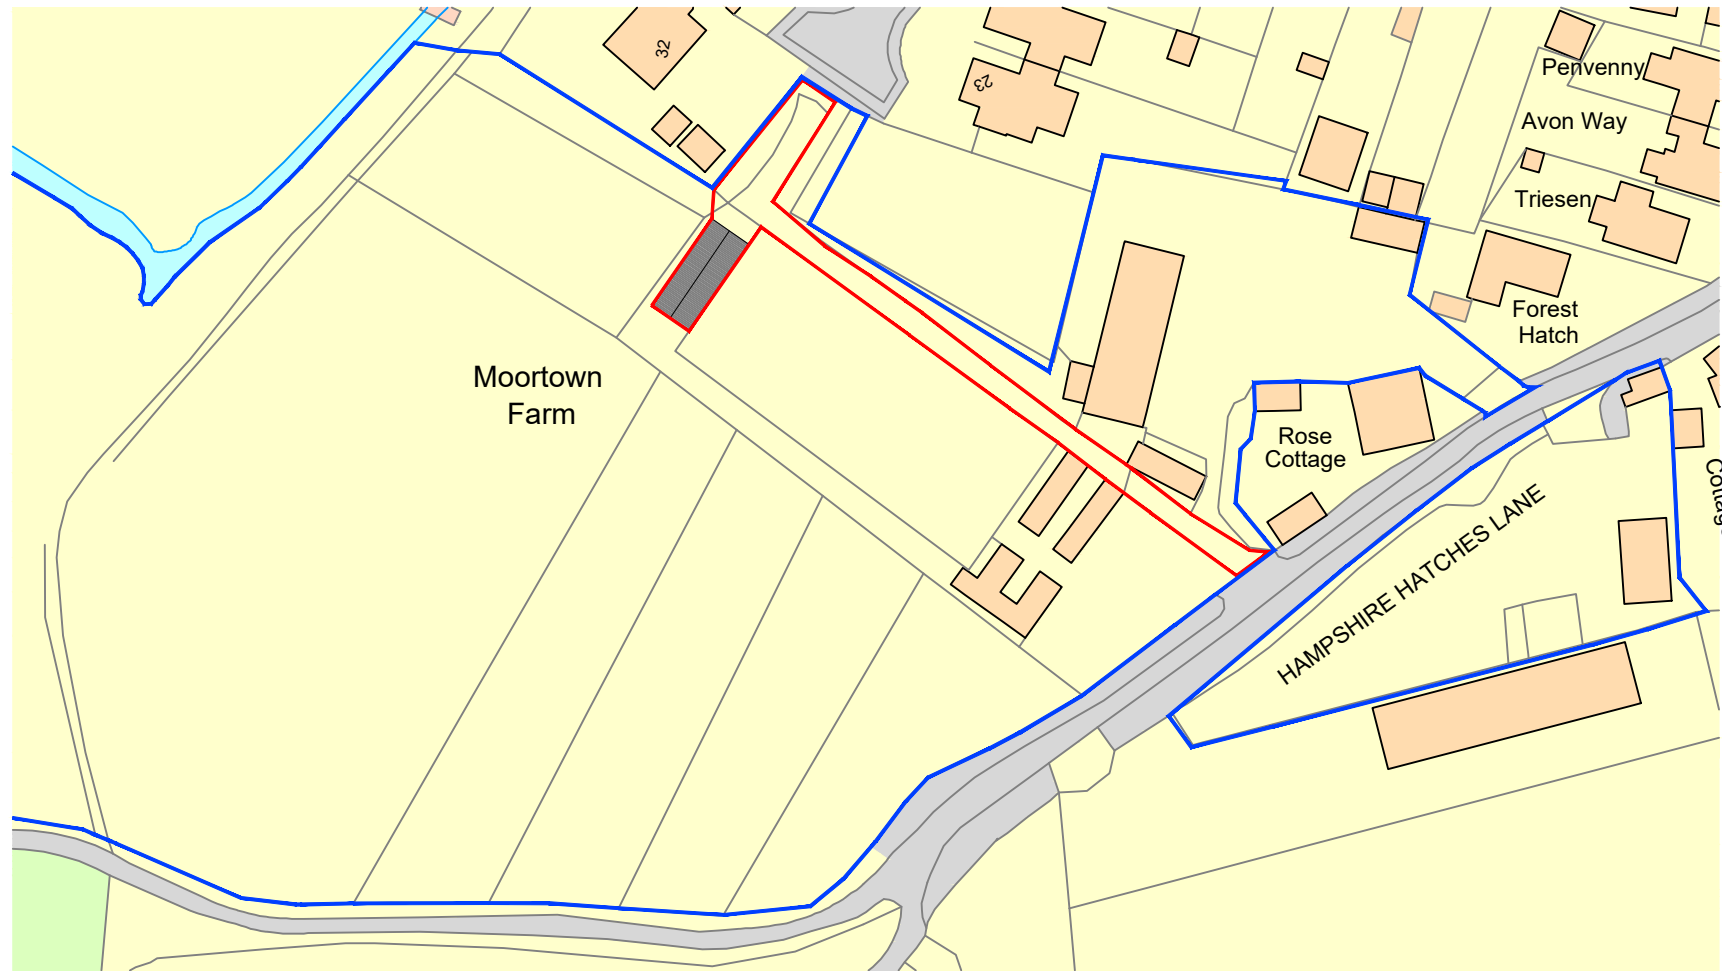 32
23
Penvenny
Avon Way
Triesen
Forest
Hatch
Moortown
Farm
Rose
Cottage
HAMPSHIRE HATCHES LANE